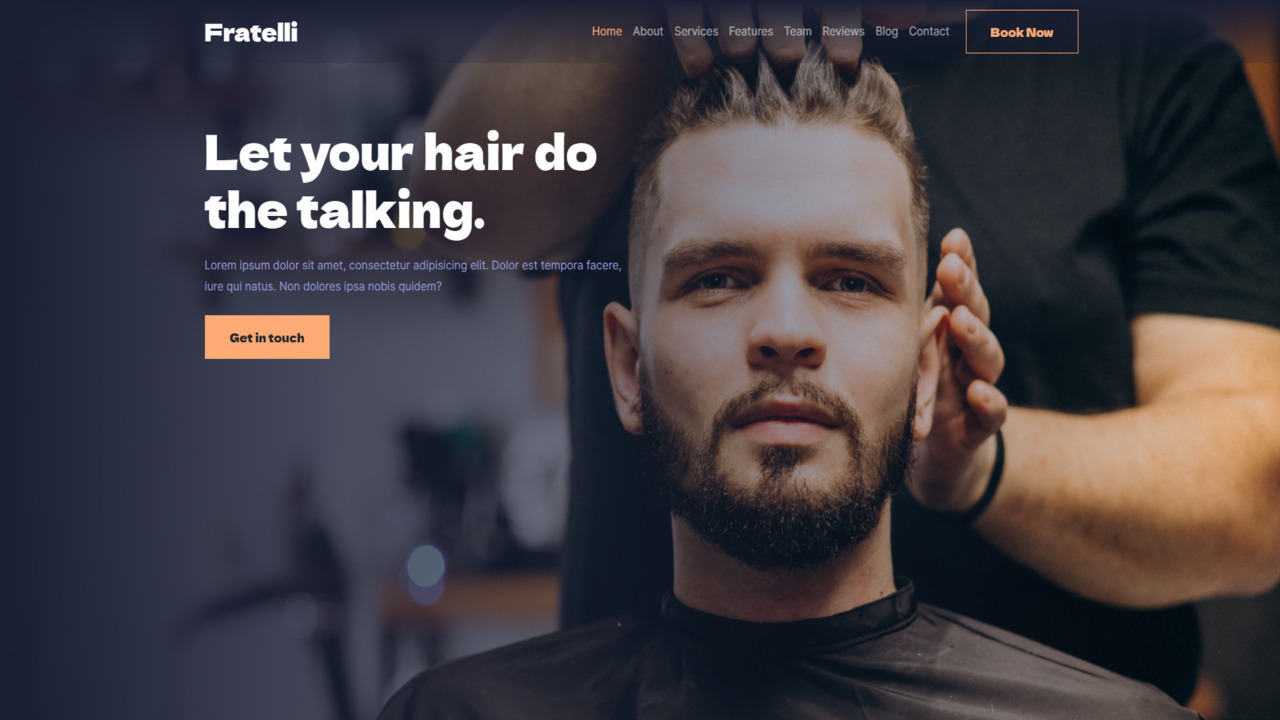 Fratelli
Home About Services Features Team Reviews Blog Contact Book Now
Let your hair do
the talking.
Lorem ipsum dolor sit amet, consectetur adipisicing elit. Dolor est tempora facere,
iure qui natus. Non dolores ipsa nobis quidem?
Get in touch